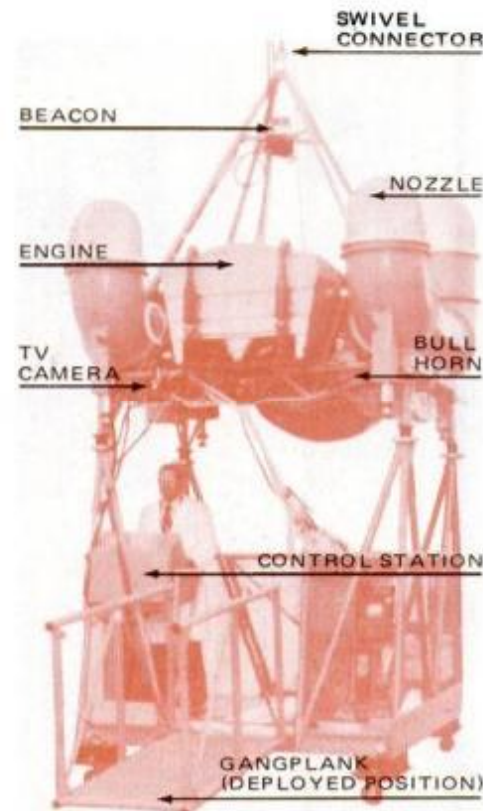 SWIVEL
CONNECTOR
BEACON
NOZZLE
ENGINE
BULL
HORN
TV
CAMERA
CONTROL STATION
GANGPLANK
(DEPLOYED POSITION)